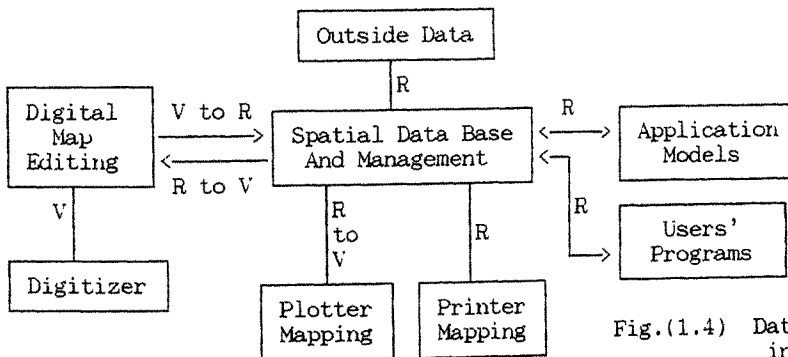 Outside Data
R
Digital
Map
Editing
V to R
R to V
Spatial Data Base
And Management
R
Application
Models
R
Users'
Programs
V
Digitizer
R
to
V
R
Plotter
Mapping
Printer
Mapping
Fig.(1.4) Dat
in